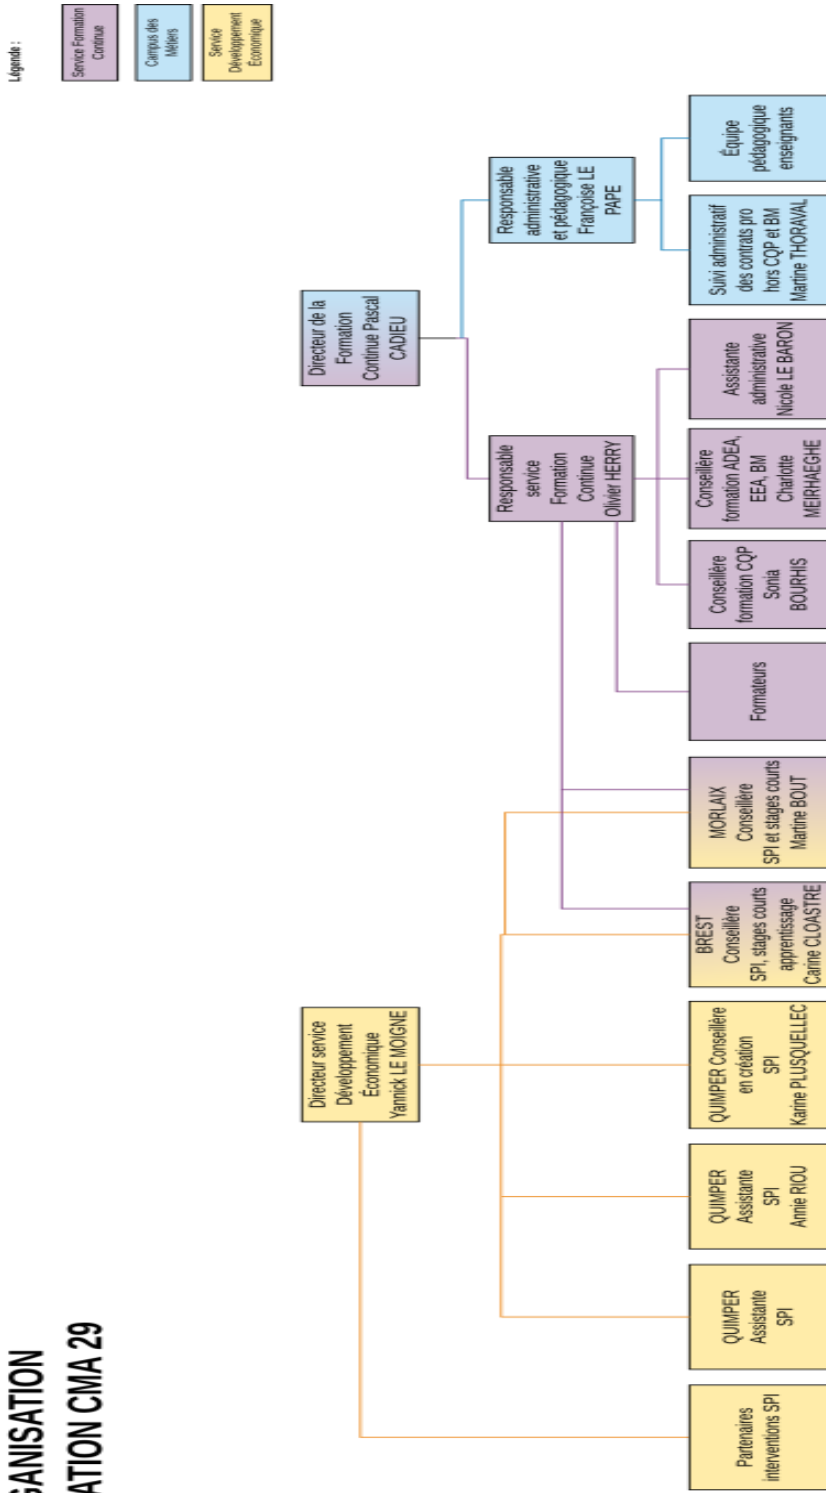 GANISATION
ATION CMA 29
Légende :
Service Formation
Continue
Campus des
Métiers
Service
Développement
Économique
Directeur service
Développement
Économique
Yannick LE MOIGNE
Directeur de la
Formation
Continue Pascal
CADIEU
Responsable
service
Formation
Continue
Olivier HERRY
Responsable
administrative
et pédagogique
Françoise LE
PAPE
Partenaires
interventions SPI
QUIMPER
Assistante
SPI
QUIMPER
Assistante
SPI
Annie RIOU
QUIMPER Conseillère
en création
SPI
Karine PLUSQUELLEC
BREST
Conseillère
SPI, stages courts
apprentissage
Carine CLOASTRE
MORLAIX
Conseillère
SPI et stages courts
Martine BOUT
Formateurs
Conseillère
formation CQP
Sonia
BOURHIS
Conseillère
formation ADEA,
EEA, BM
Charlotte
MEIRHAEGHE
Assistante
administrative
Nicole LE BARON
Suivi administratif
des contrats pro
hors CQP et BM
Martine THORAVAL
Équipe
pédagogique
enseignants